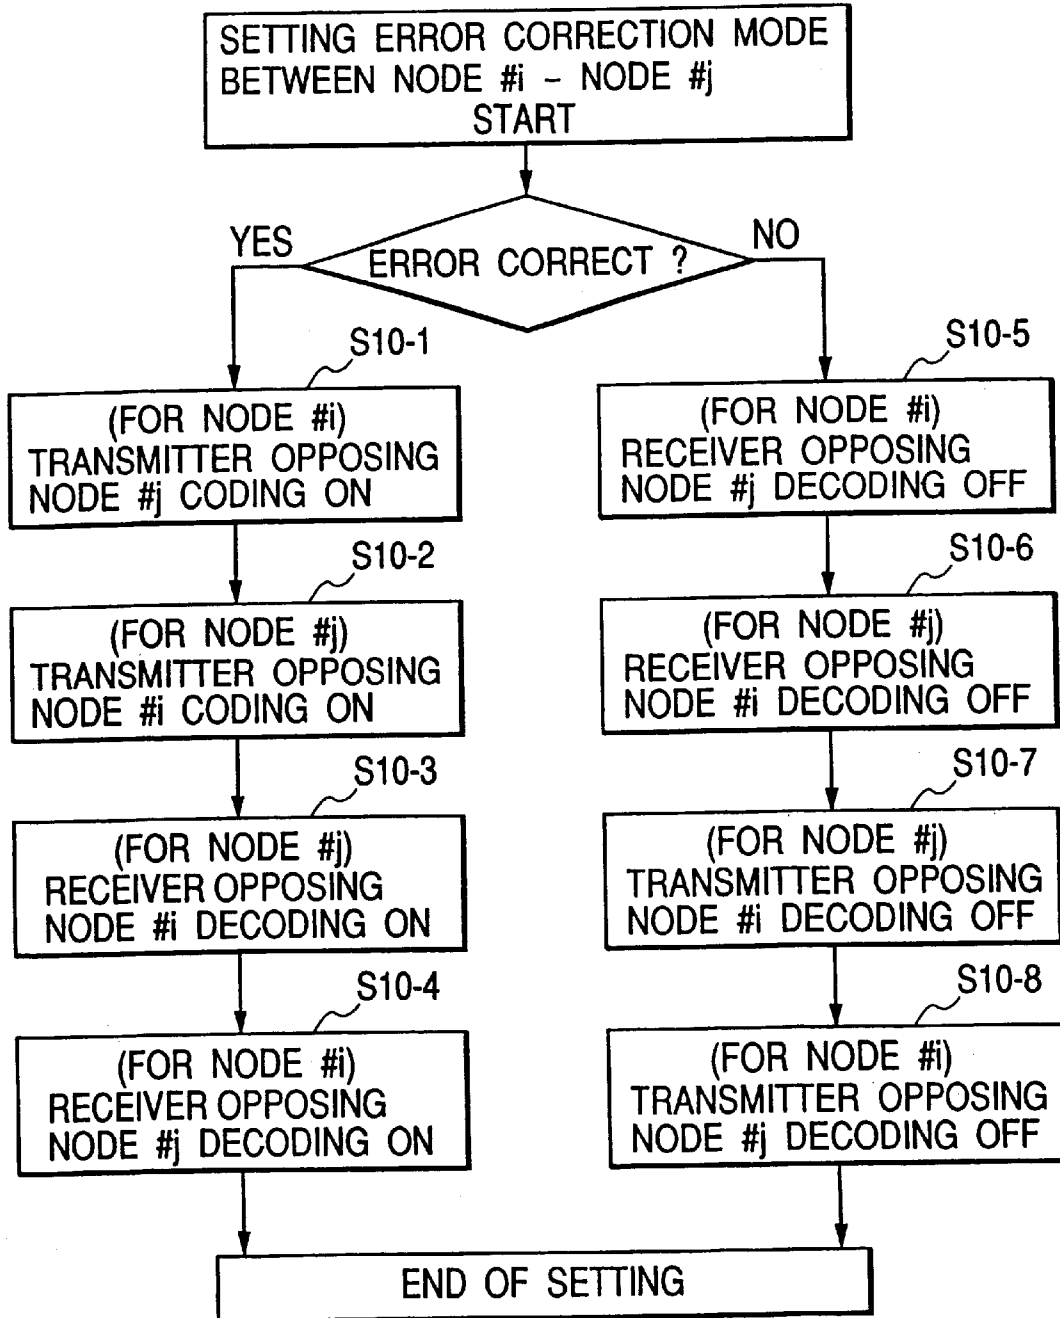 SETTING ERROR CORRECTION MODE
BETWEEN NODE #i - NODE #j
START
ERROR CORRECT ?
YES
NO
S10-1
(FOR NODE #i)
TRANSMITTER OPPOSING
NODE #j CODING ON
S10-2
(FOR NODE #j)
TRANSMITTER OPPOSING
NODE #i CODING ON
S10-3
(FOR NODE #j)
RECEIVER OPPOSING
NODE #i DECODING ON
S10-4
(FOR NODE #i)
RECEIVER OPPOSING
NODE #j DECODING ON
S10-5
(FOR NODE #i)
RECEIVER OPPOSING
NODE #j DECODING OFF
S10-6
(FOR NODE #j)
RECEIVER OPPOSING
NODE #i DECODING OFF
S10-7
(FOR NODE #j)
TRANSMITTER OPPOSING
NODE #i DECODING OFF
S10-8
(FOR NODE #i)
TRANSMITTER OPPOSING
NODE #j DECODING OFF
END OF SETTING